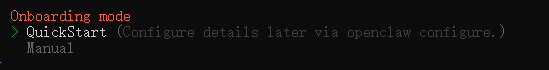 Onboarding mode
> QuickStart (Configure details later via openclaw configure.)
Manual